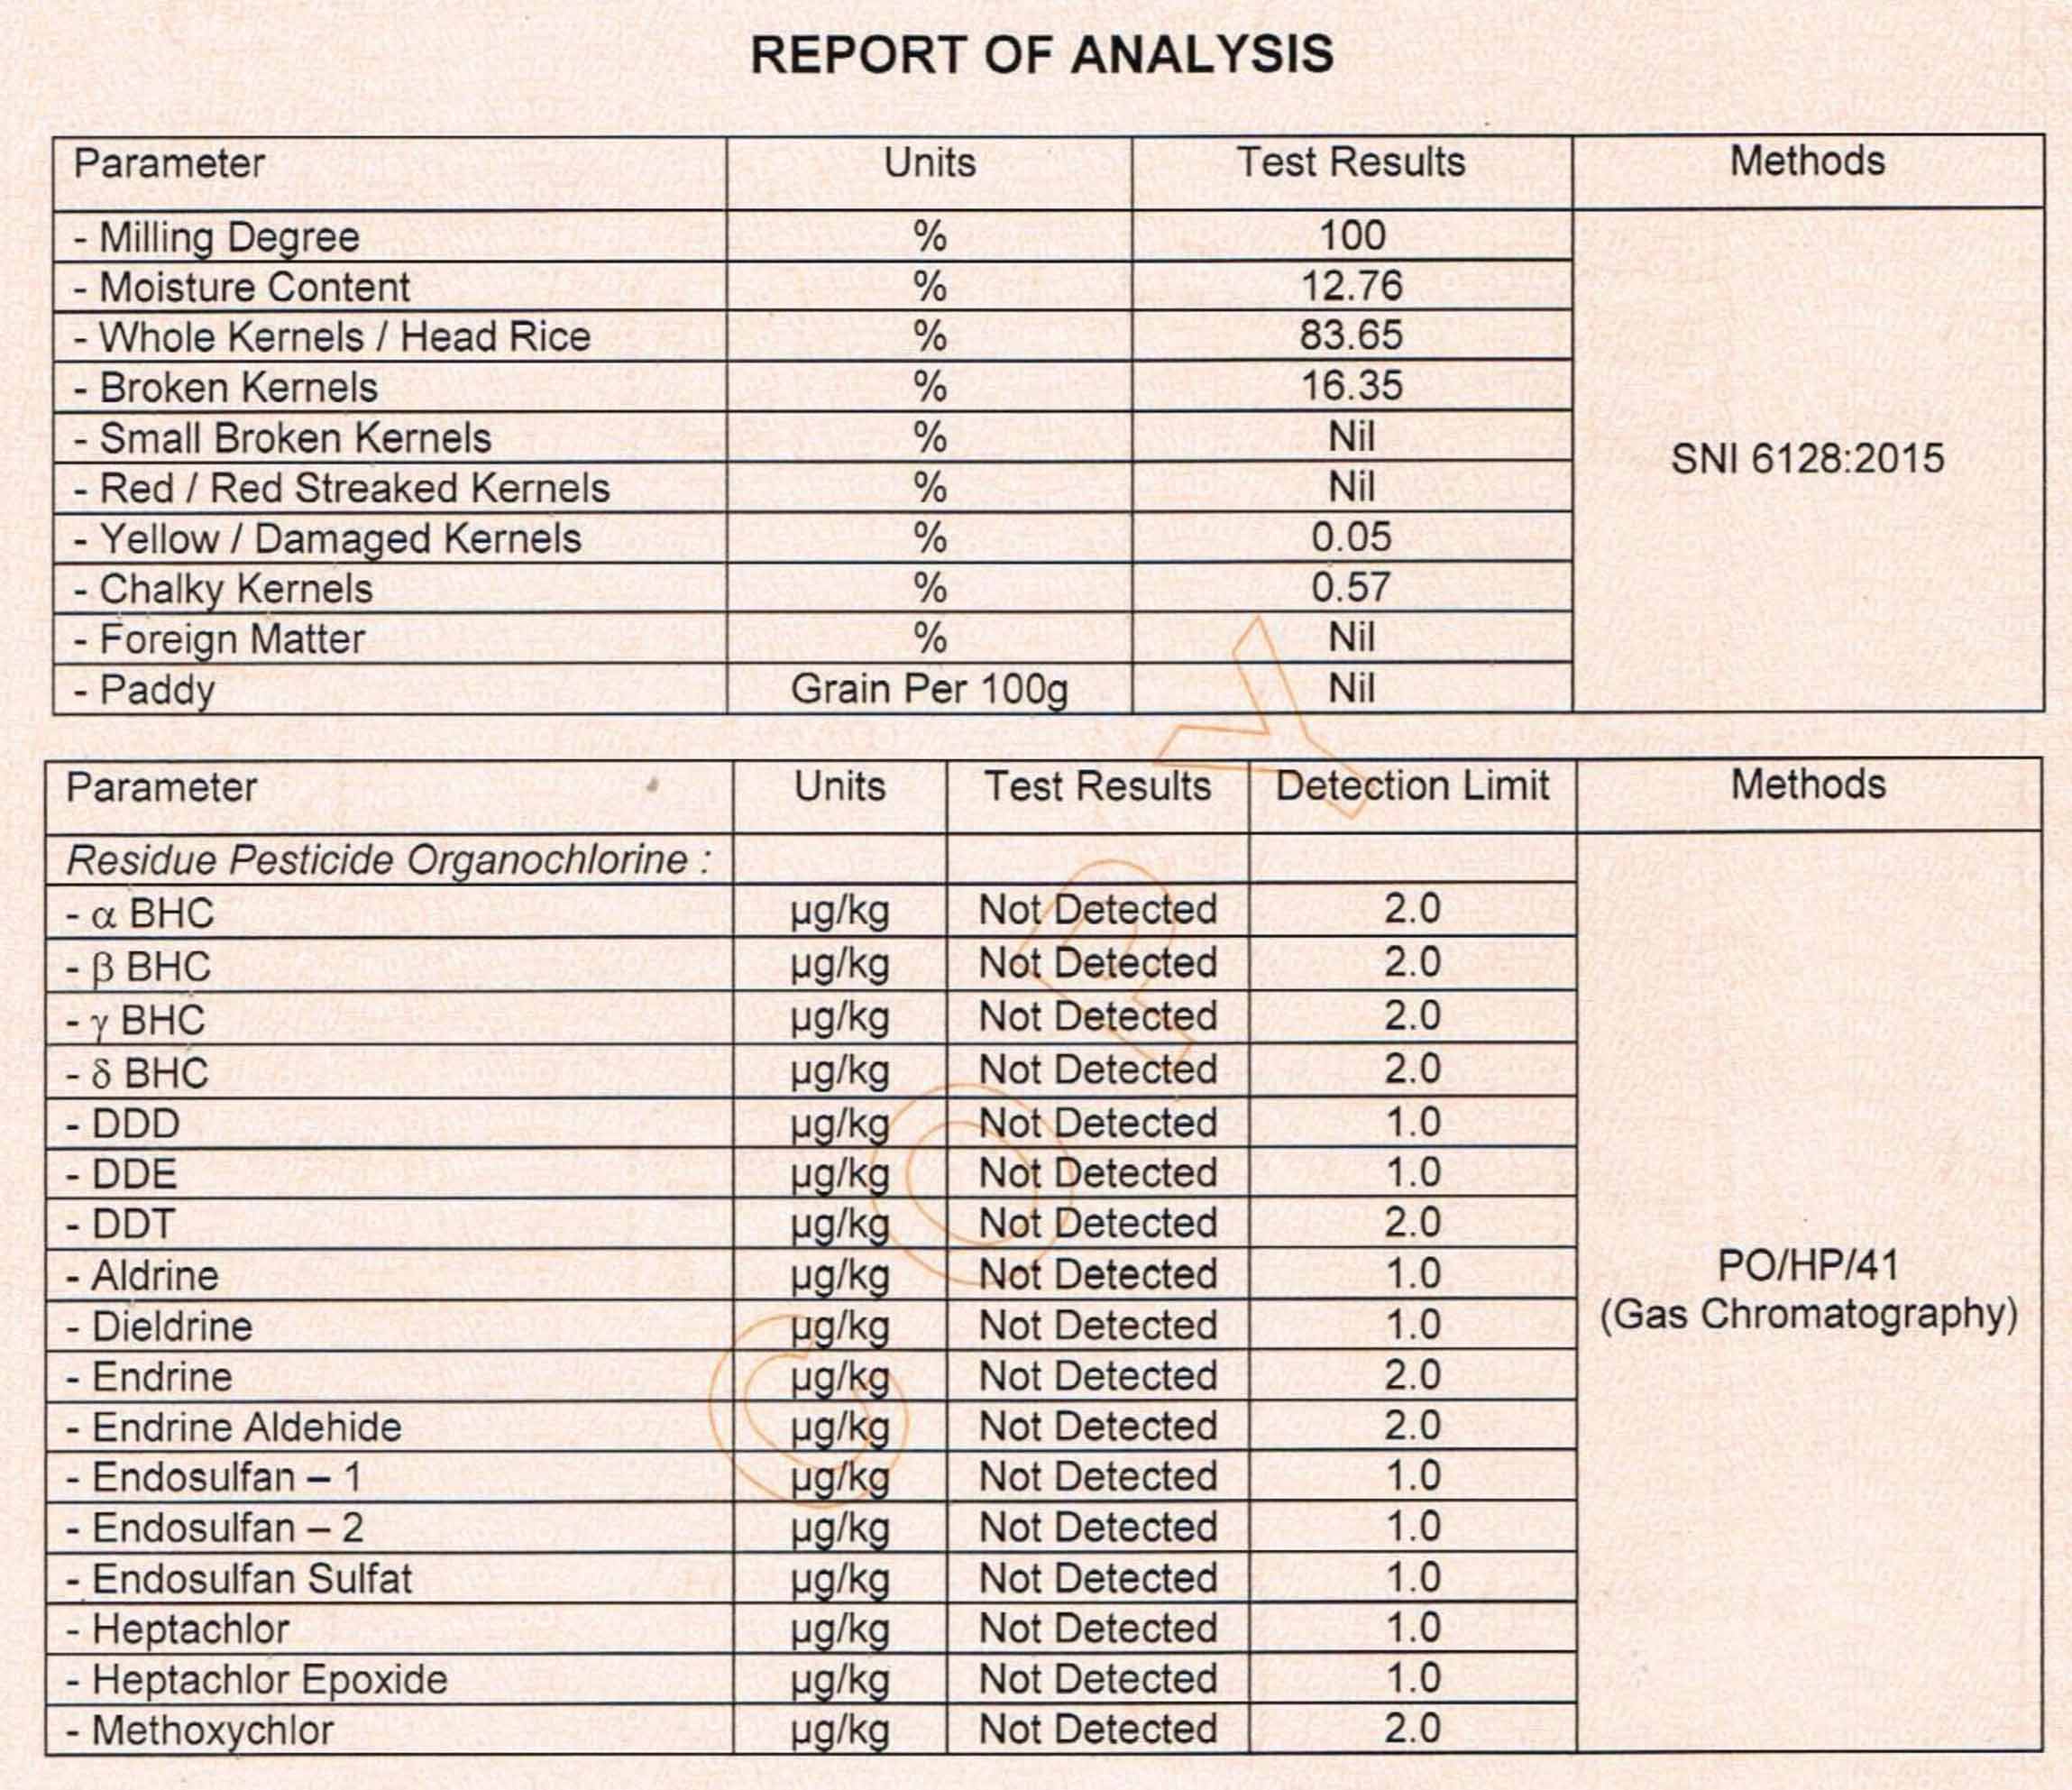 REPORT OF ANALYSIS
Parameter Units Test Results Methods
- Milling Degree % 100
- Moisture Content % 12.76
- Whole Kernels / Head Rice % 83.65
- Broken Kernels % 16.35
- Small Broken Kernels % Nil
SNI 6128:2015
- Red / Red Streaked Kernels % Nil
- Yellow / Damaged Kernels % 0.05
- Chalky Kernels % 0.57
- Foreign Matter % Nil
- Paddy Grain Per 100g Nil
Parameter Units Test Results Detection Limit Methods
Residue Pesticide Organochlorine :
- α BHC µg/kg Not Detected 2.0
- β BHC µg/kg Not Detected 2.0
- γ BHC µg/kg Not Detected 2.0
- δ BHC µg/kg Not Detected 2.0
- DDD µg/kg Not Detected 1.0
- DDE µg/kg Not Detected 1.0
- DDT µg/kg Not Detected 2.0
- Aldrine µg/kg Not Detected 1.0 PO/HP/41
- Dieldrine µg/kg Not Detected 1.0 (Gas Chromatography)
- Endrine µg/kg Not Detected 2.0
- Endrine Aldehide µg/kg Not Detected 2.0
- Endosulfan – 1 µg/kg Not Detected 1.0
- Endosulfan – 2 µg/kg Not Detected 1.0
- Endosulfan Sulfat µg/kg Not Detected 1.0
- Heptachlor µg/kg Not Detected 1.0
- Heptachlor Epoxide µg/kg Not Detected 1.0
- Methoxychlor µg/kg Not Detected 2.0
COPY